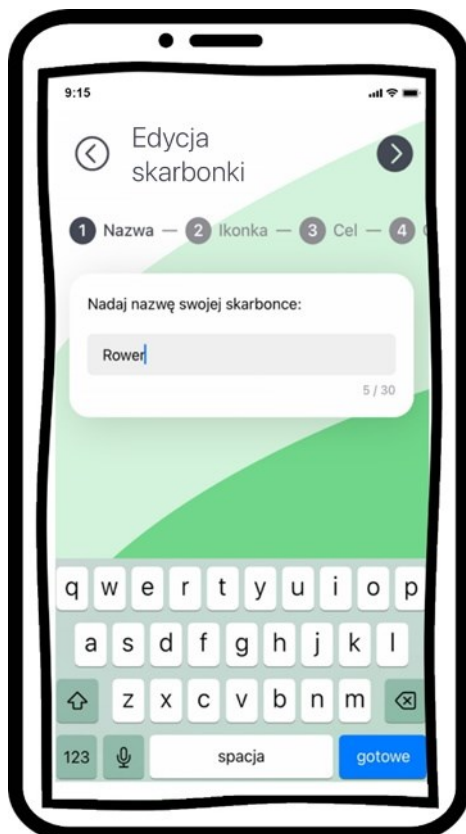 9:15
Edycja
skarbonki
1 Nazwa — 2 Ikonka — 3 Cel — 4
Nadaj nazwę swojej skarbonce:
Rower
5 / 30
q w e r t y u i o p
a s d f g h j k l
z x c v b n m
123 spacja gotowe